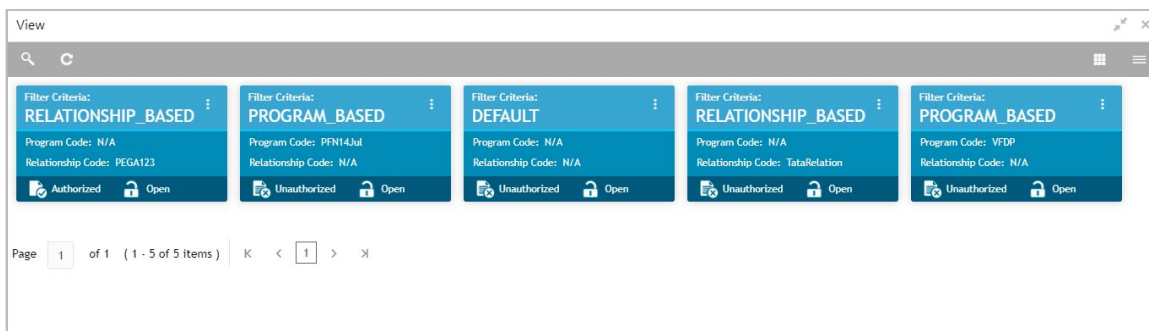 View
Filter Criteria:
RELATIONSHIP_BASED
Program Code: N/A
Relationship Code: PEGA123
Authorized Open
Filter Criteria:
PROGRAM_BASED
Program Code: PFN14Jul
Relationship Code: N/A
Unauthorized Open
Filter Criteria:
DEFAULT
Program Code: N/A
Relationship Code: N/A
Unauthorized Open
Filter Criteria:
RELATIONSHIP_BASED
Program Code: N/A
Relationship Code: TataRelation
Unauthorized Open
Filter Criteria:
PROGRAM_BASED
Program Code: VFDP
Relationship Code: N/A
Unauthorized Open
Page 1 of 1 ( 1 - 5 of 5 items ) 1